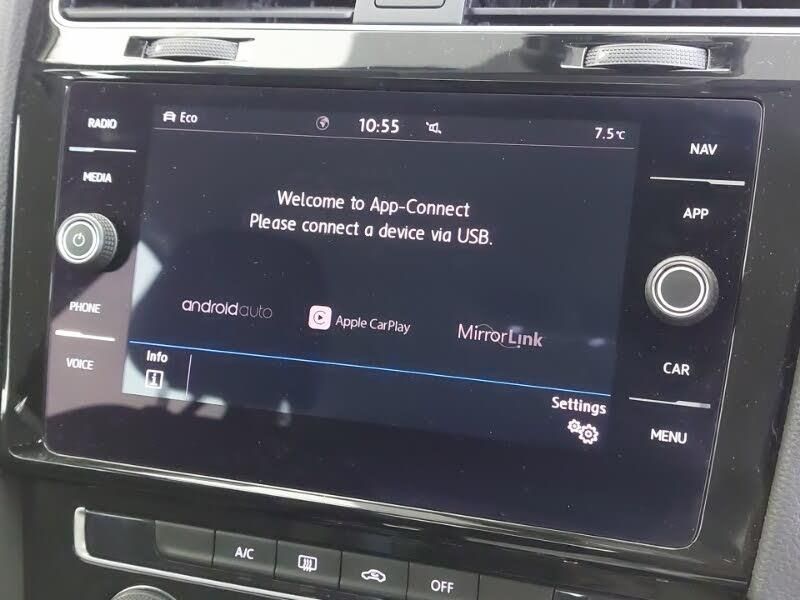 RADIO
MEDIA
PHONE
VOICE
Eco
10:55
7.5°C
Welcome to App-Connect
Please connect a device via USB.
androidauto
Apple CarPlay
MirrorLink
Info
i
Settings
NAV
APP
CAR
MENU
A/C
OFF